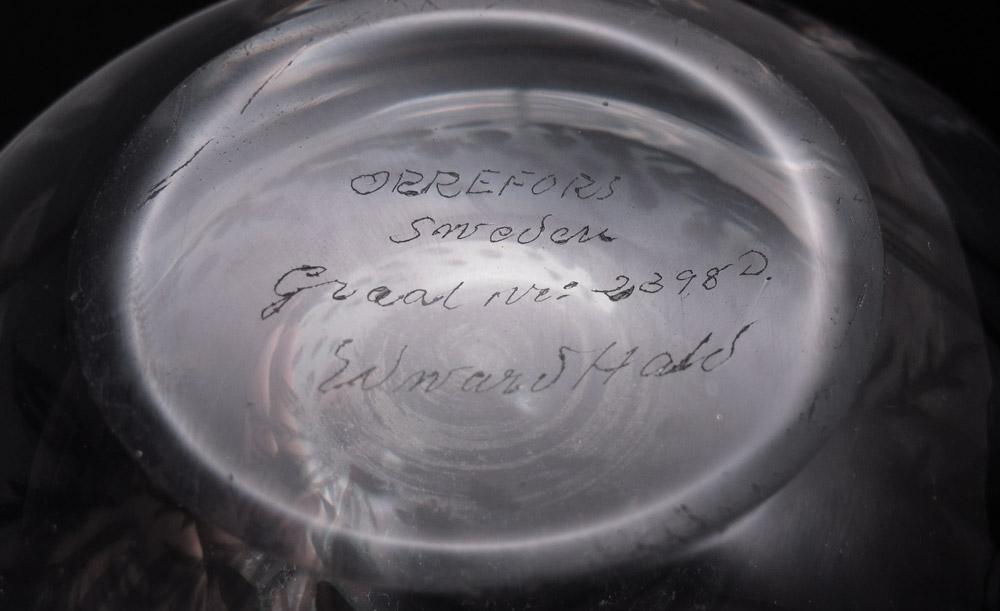 ORREFORS
Sweden
Graal nr: 2398 D.
Edward Hald